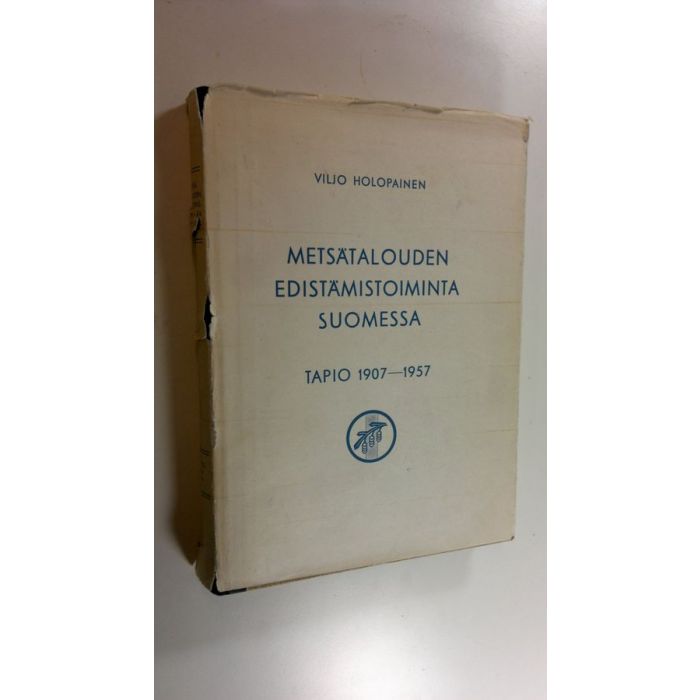 VILJO HOLOPAINEN
METSÄTALOUDEN
EDISTÄMISTOIMINTA
SUOMESSA
TAPIO 1907—1957